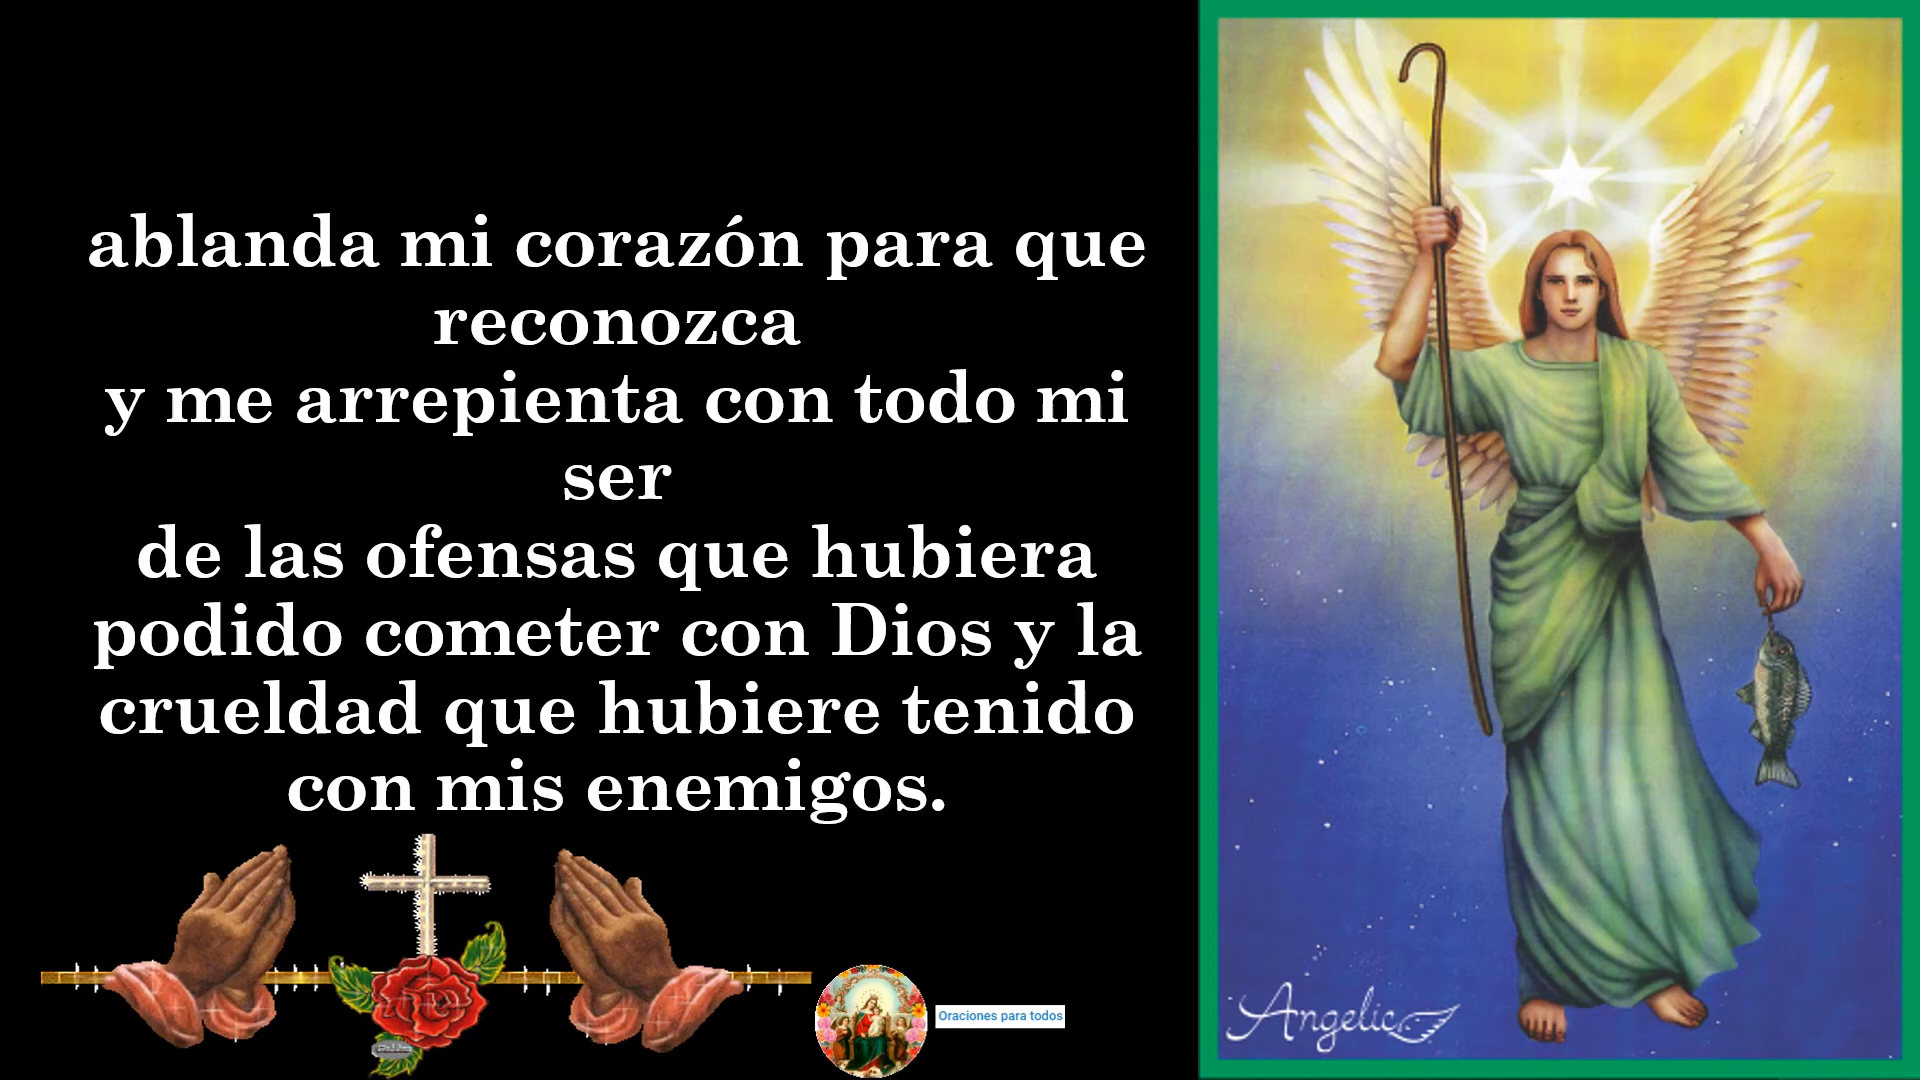 ablanda mi corazón para que
reconozca
y me arrepienta con todo mi
ser
de las ofensas que hubiera
podido cometer con Dios y la
crueldad que hubiere tenido
con mis enemigos.
Oraciones para todos
Angelic